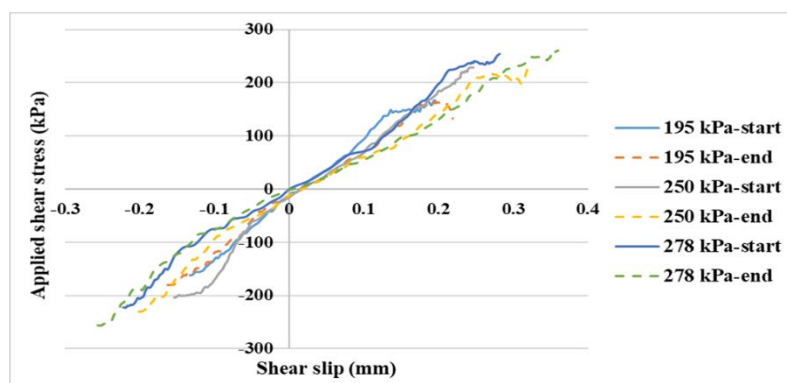 300
200
100
0
-100
-200
-300
-0.3
-0.2
-0.1
0
0.1
0.2
0.3
0.4
Applied shear stress (kPa)
Shear slip (mm)
195 kPa-start
195 kPa-end
250 kPa-start
250 kPa-end
278 kPa-start
278 kPa-end